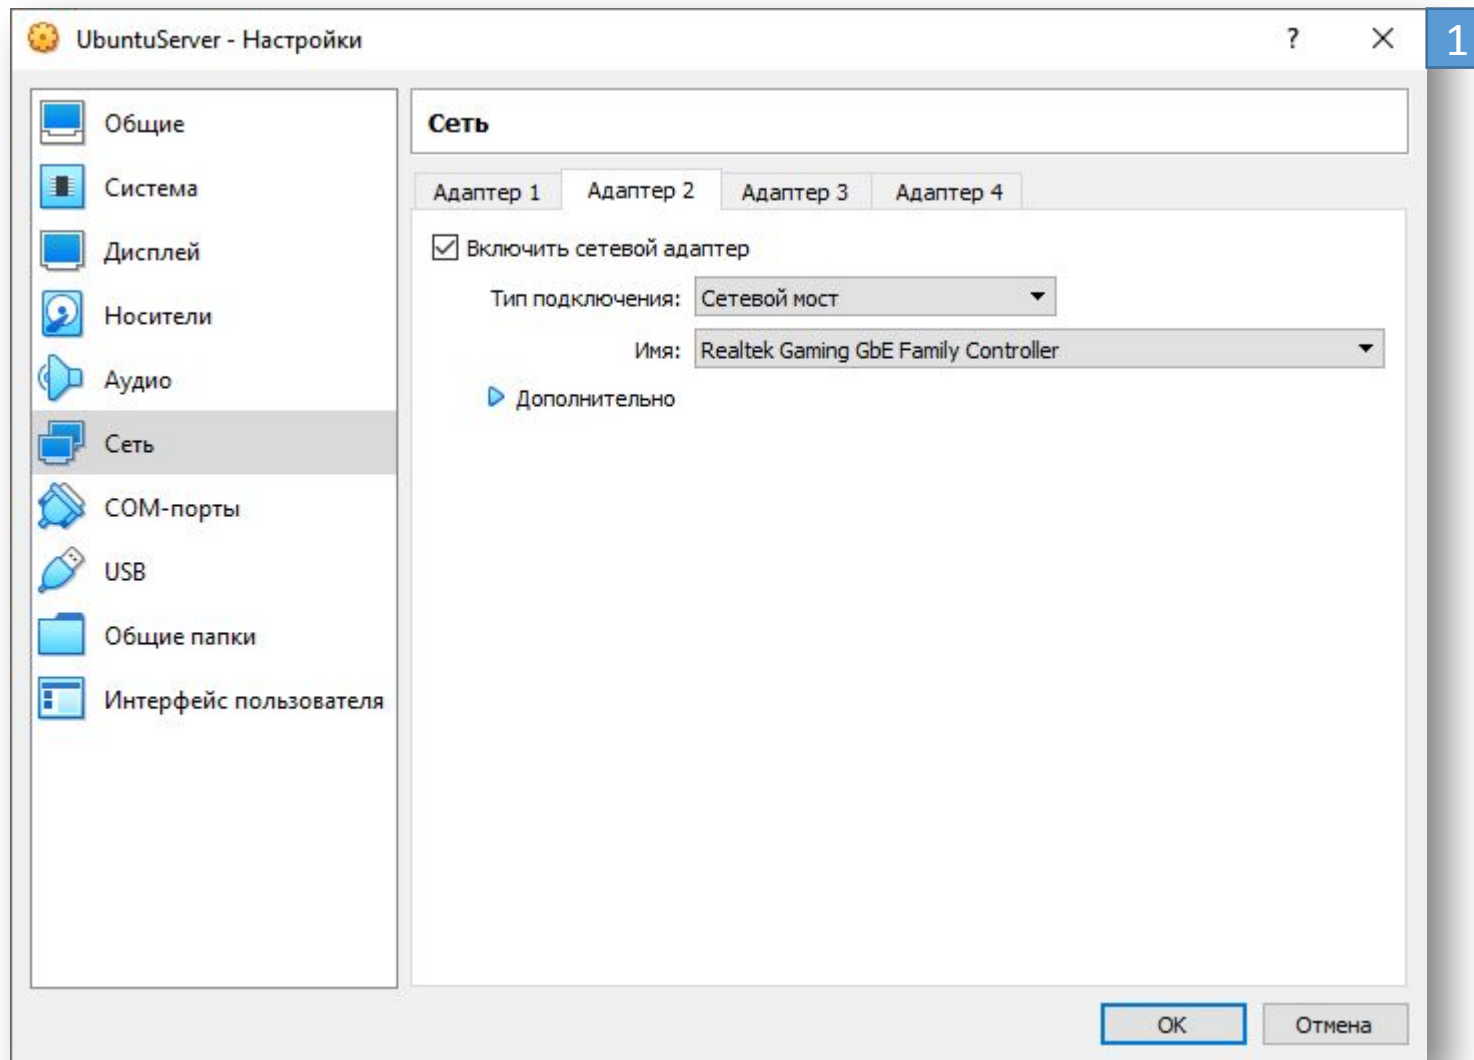 UbuntuServer - Настройки
?
1
Общие
Система
Дисплей
Носители
Аудио
Сеть
COM-порты
USB
Общие папки
Интерфейс пользователя
Сеть
Адаптер 1 Адаптер 2 Адаптер 3 Адаптер 4
Включить сетевой адаптер
Тип подключения: Сетевой мост
Имя: Realtek Gaming GbE Family Controller
Дополнительно
OK Отмена